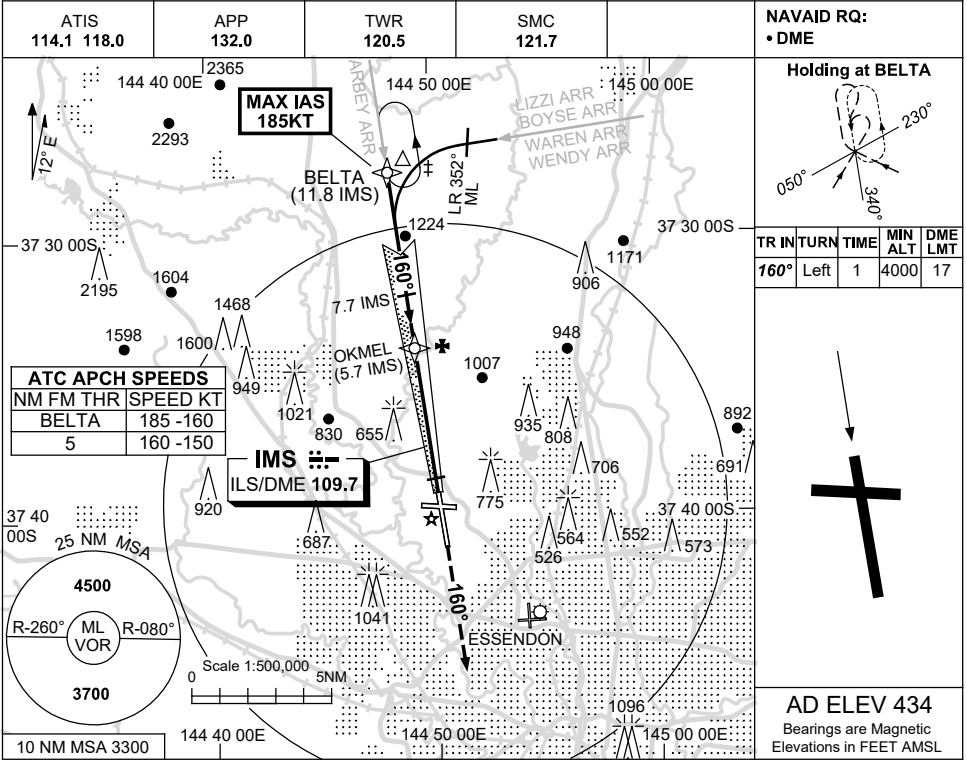 ATIS
114.1 118.0
APP
132.0
TWR
120.5
SMC
121.7
NAVAID RQ:
• DME
144 40 00E
2365
144 50 00E
145 00 00E
2293
12° E
MAX IAS
185KT
ARBEY ARR
LIZZI ARR
BOYSE ARR
WAREN ARR
WENDY ARR
BELTA
(11.8 IMS)
LR 352°
ML
Holding at BELTA
230°
050°
340°
TR IN TURN TIME MIN ALT DME LMT
160° Left 1 4000 17
37 30 00S
1224
37 30 00S
1171
906
2195
1604
160°
7.7 IMS
1468
1600
1598
949
OKMEL
(5.7 IMS)
948
1007
1021
830
655
935
808
892
ATC APCH SPEEDS
NM FM THR SPEED KT
BELTA 185 -160
5 160 -150
IMS
ILS/DME 109.7
706
691
775
920
687
37 40
00S
37 40 00S
564
526
552
573
25 NM MSA
4500
R-260°
ML
VOR
R-080°
3700
1041
160°
ESSENDON
Scale 1:500,000
0 5NM
1096
10 NM MSA 3300
144 40 00E
144 50 00E
145 00 00E
AD ELEV 434
Bearings are Magnetic
Elevations in FEET AMSL